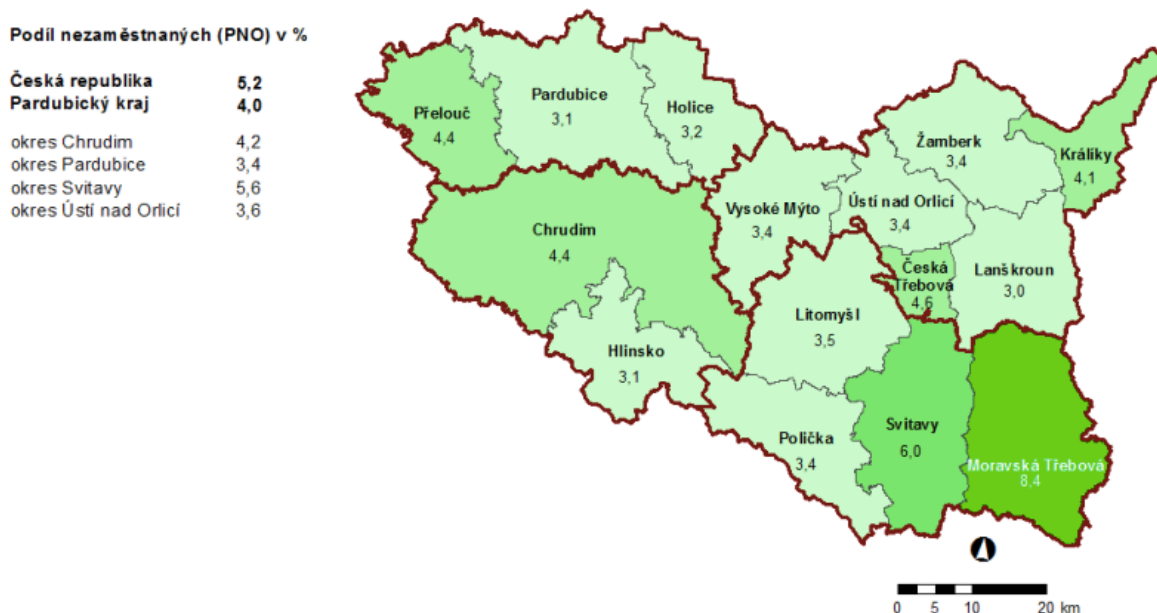 Podíl nezaměstnaných (PNO) v %
Česká republika 5,2
Pardubický kraj 4,0
okres Chrudim 4,2
okres Pardubice 3,4
okres Svitavy 5,6
okres Ústí nad Orlicí 3,6
Přelouč
4,4
Pardubice
3,1
Holice
3,2
Žamberk
3,4
Králíky
4,1
Vysoké Mýto
3,4
Ústí nad Orlicí
3,4
Chrudim
4,4
Česká
Třebová
4,6
Lanškroun
3,0
Litomyšl
3,5
Hlinsko
3,1
Polička
3,4
Svitavy
6,0
Moravská Třebová
8,4
0 5 10 20 km